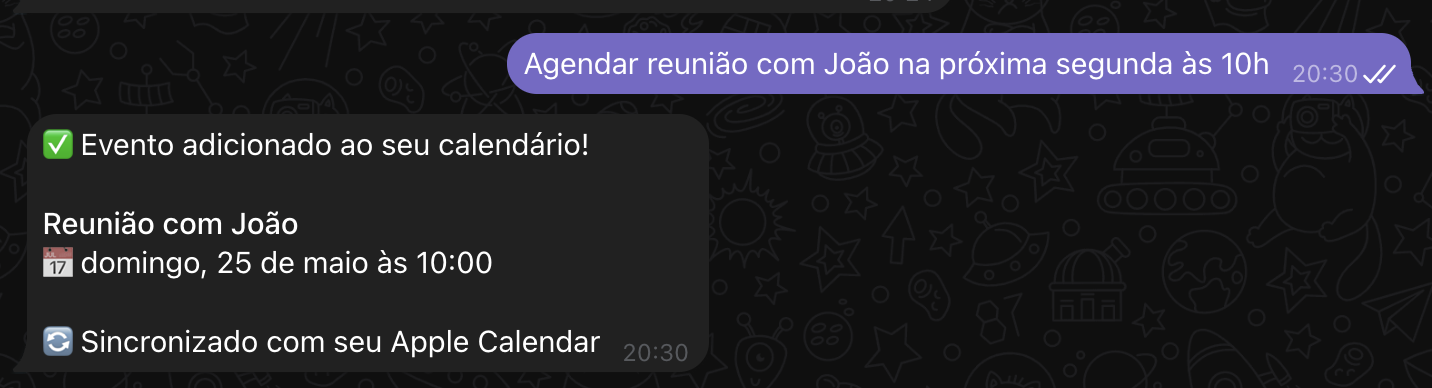 Agendar reunião com João na próxima segunda às 10h 20:30
✅ Evento adicionado ao seu calendário!
Reunião com João
📅 domingo, 25 de maio às 10:00
🔄 Sincronizado com seu Apple Calendar 20:30